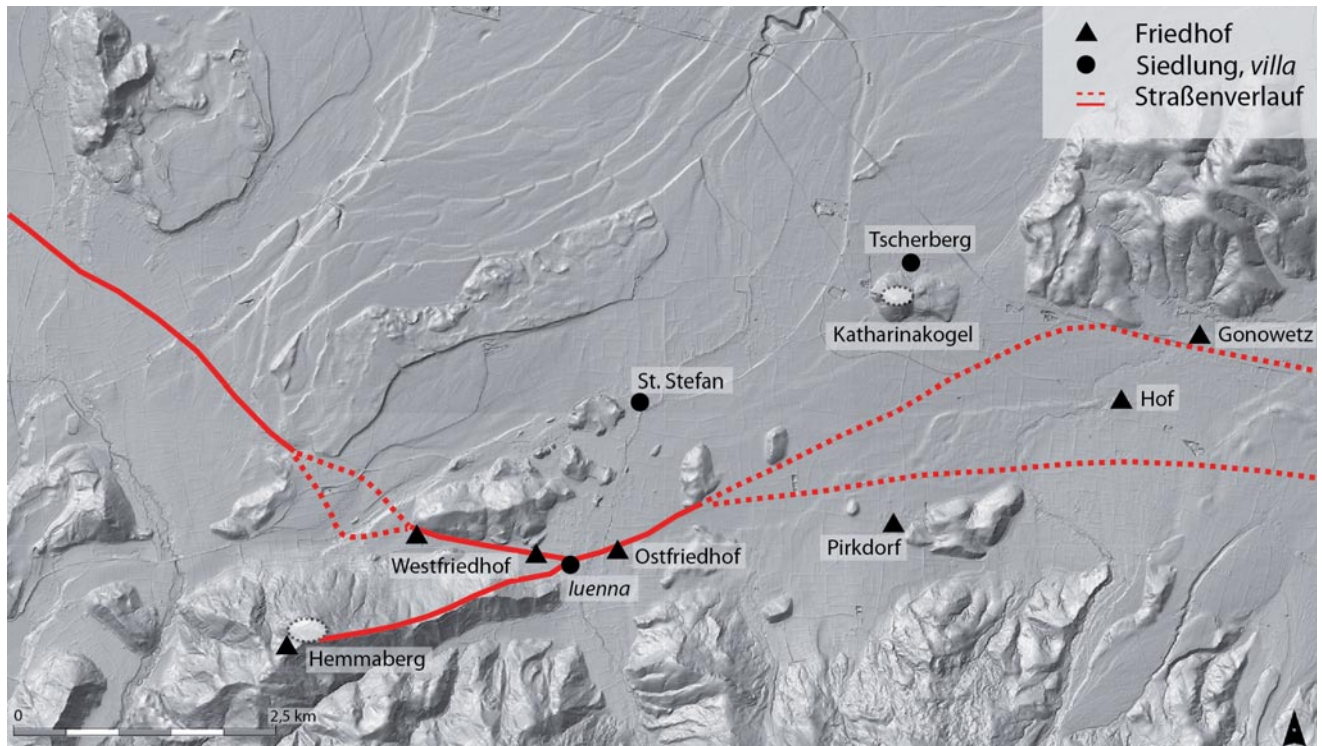 Friedhof
Siedlung, villa
Straßenverlauf
Tscherberg
Katharinakogel
Gonowetz
St. Stefan
Hof
Westfriedhof
Ostfriedhof
Pirkdorf
Iuenna
Hemmaberg
0 2,5 km